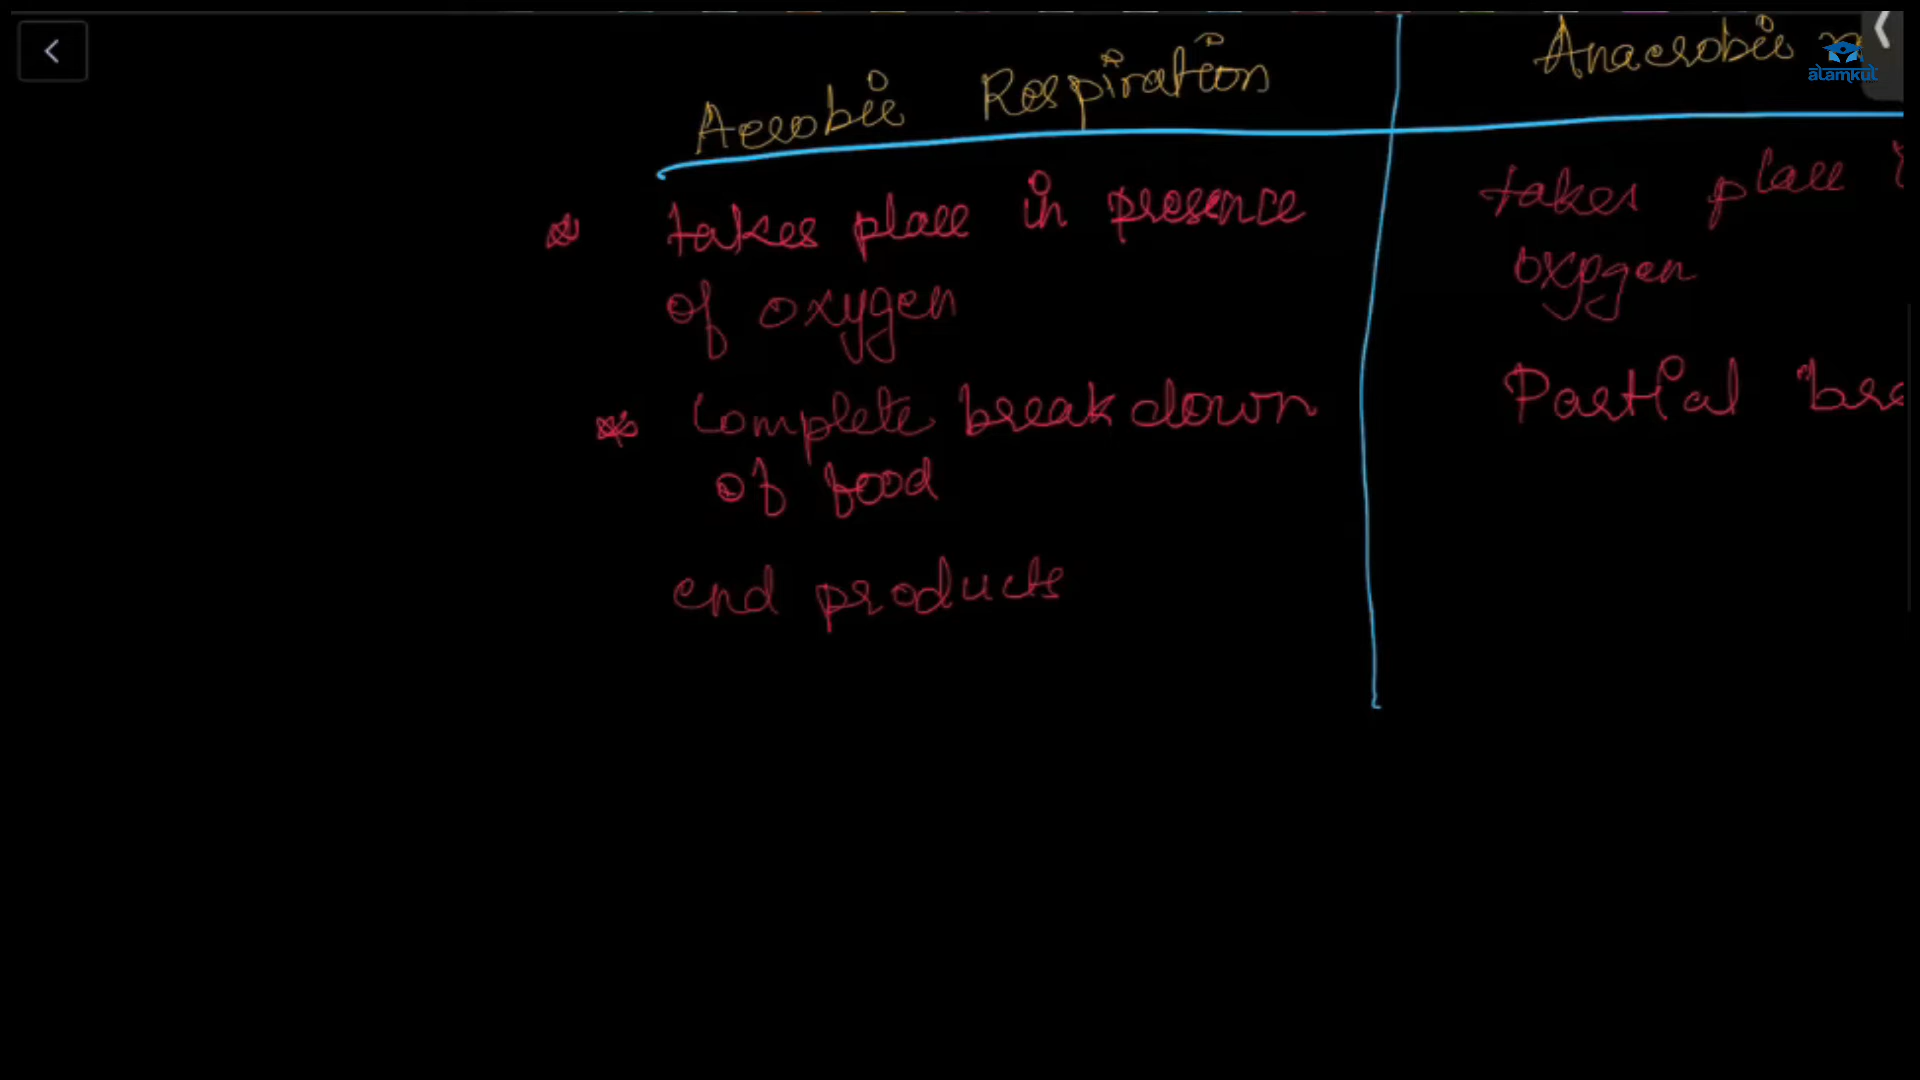 Aerobic Respiration
Anaerobic
alamkul
takes place in presence
of oxygen
takes place
oxygen
complete breakdown
of food
Partial
end products